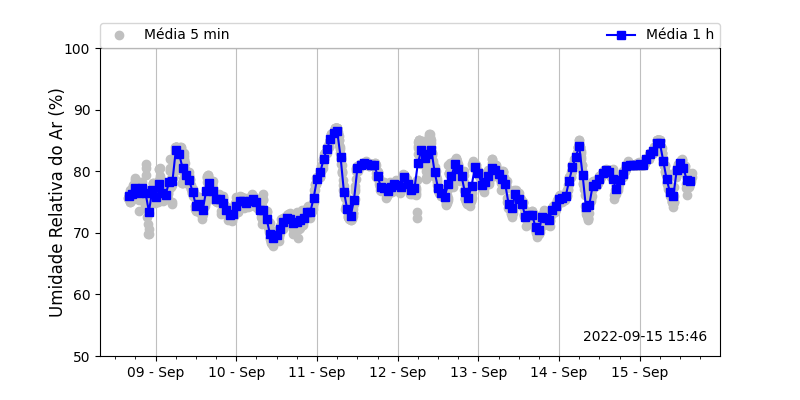 Média 5 min
Média 1 h
Umidade Relativa do Ar (%)
100
90
80
70
60
50
2022-09-15 15:46
09 - Sep
10 - Sep
11 - Sep
12 - Sep
13 - Sep
14 - Sep
15 - Sep